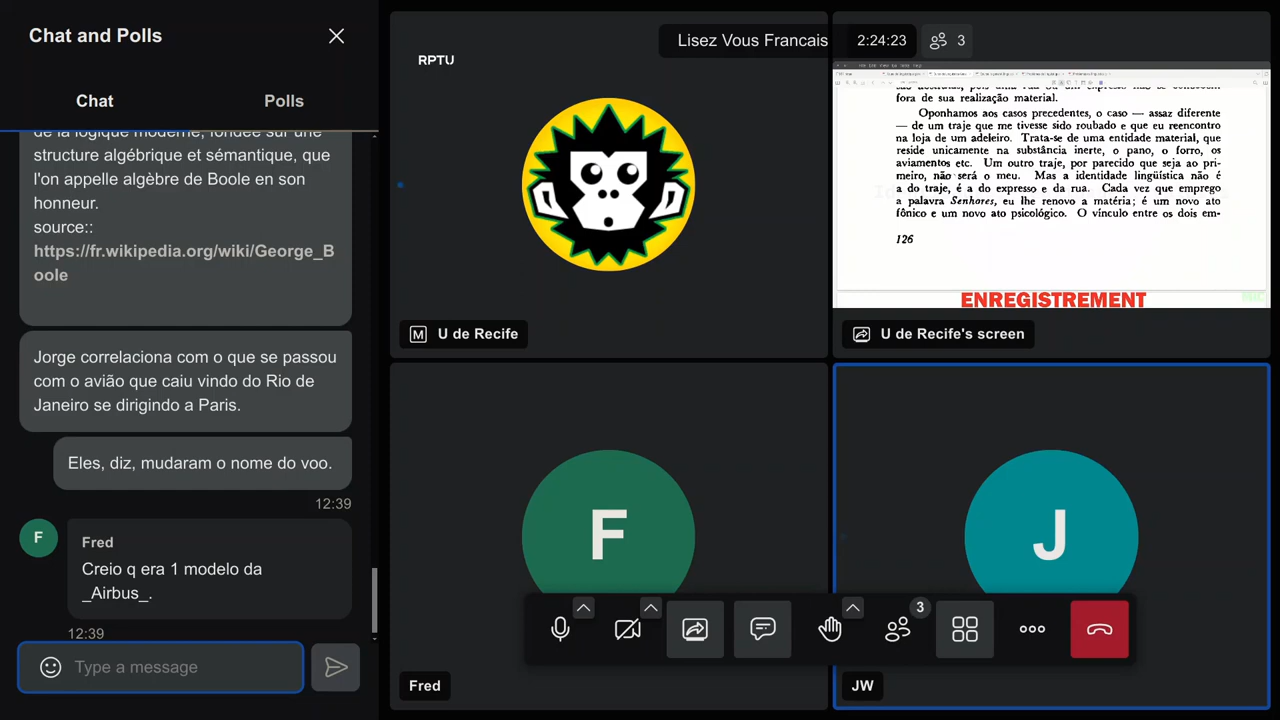 Chat and Polls
Chat
Polls
de la logique moderne, fondée sur une
structure algébrique et sémantique, que
l'on appelle algèbre de Boole en son
honneur.
source::
https://fr.wikipedia.org/wiki/George_B
oole
Jorge correlaciona com o que se passou
com o avião que caiu vindo do Rio de
Janeiro se dirigindo a Paris.
Eles, diz, mudaram o nome do voo.
12:39
F
Fred
Creio q era 1 modelo da
_Airbus_.
12:39
Type a message
RPTU
Lisez Vous Francais
2:24:23
3
M
U de Recife
fora de sua realização material.
Oponhamos aos casos precedentes, o caso — assaz diferente
— de um traje que me tivesse sido roubado e que eu reencontro
na loja de um adeleiro. Trata-se de uma entidade material, que
reside unicamente na substância inerte, o pano, o forro, os
aviamentos etc. Um outro traje, por parecido que seja ao pri-
meiro, não será o meu. Mas a identidade lingüística não é
a do traje, é a do expresso e da rua. Cada vez que emprego
a palavra Senhores, eu lhe renovo a matéria; é um novo ato
fônico e um novo ato psicológico. O vínculo entre os dois em-
126
ENREGISTREMENT
U de Recife's screen
F
Fred
J
JW
3